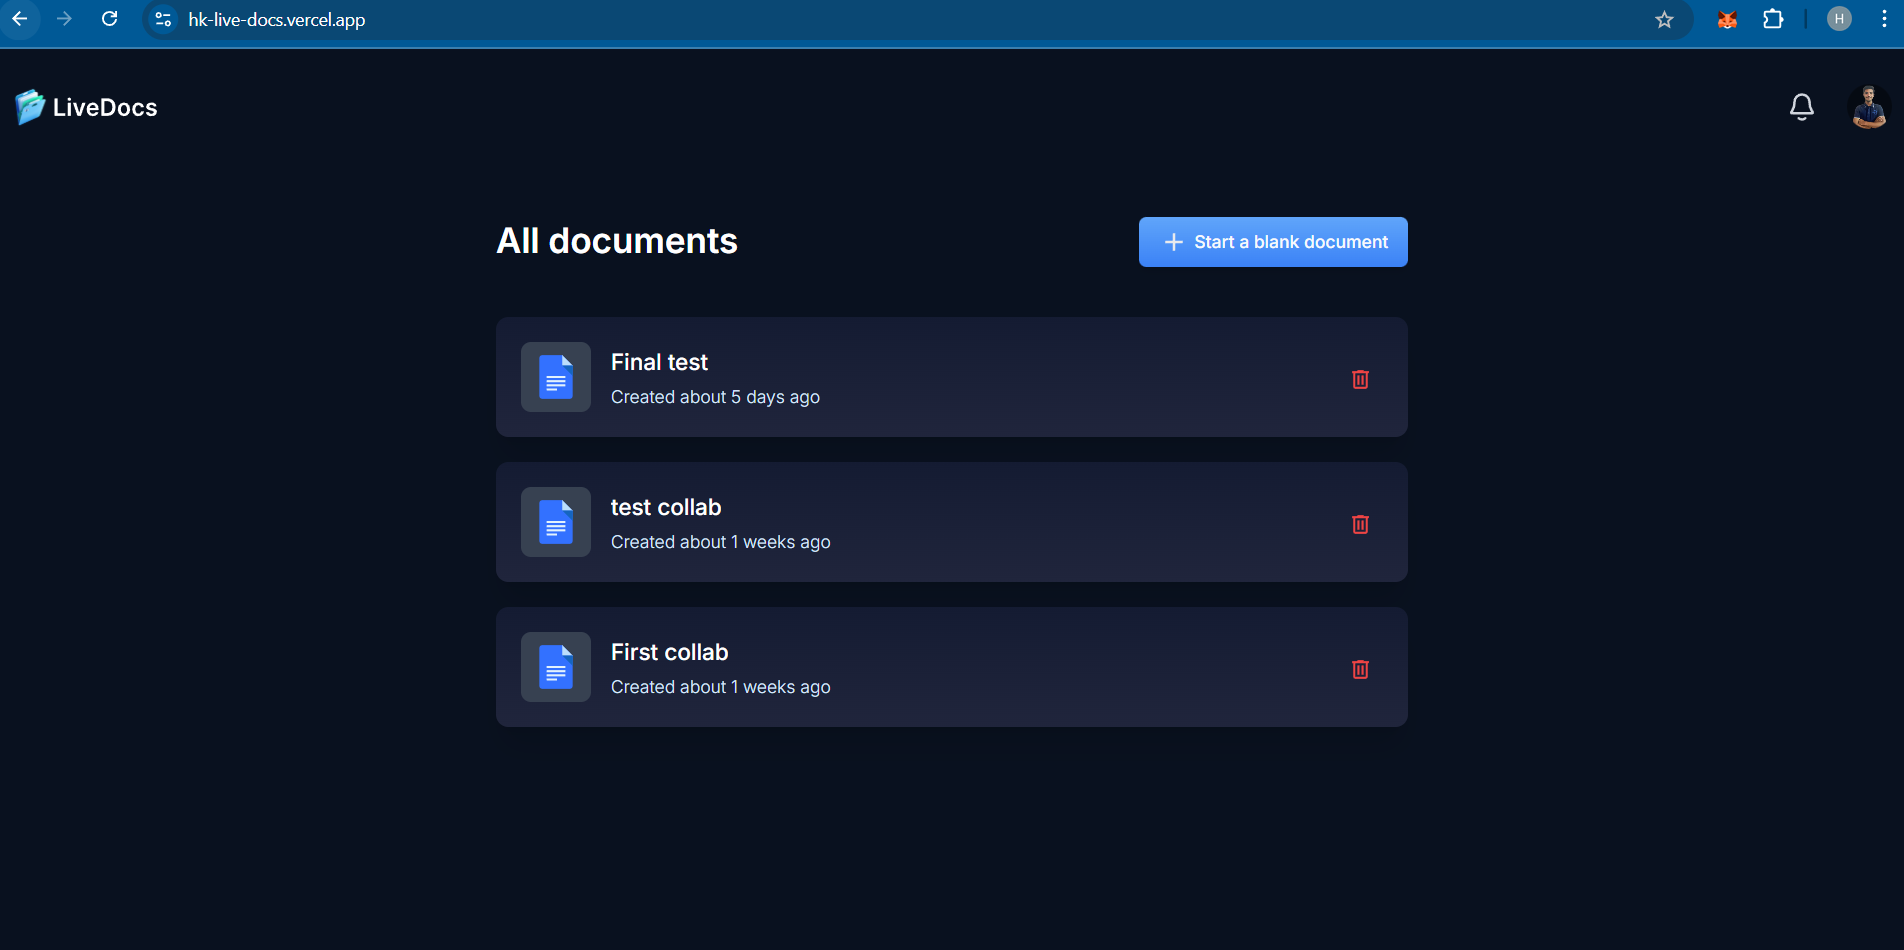 hk-live-docs.vercel.app
H
LiveDocs
All documents
Start a blank document
Final test
Created about 5 days ago
test collab
Created about 1 weeks ago
First collab
Created about 1 weeks ago